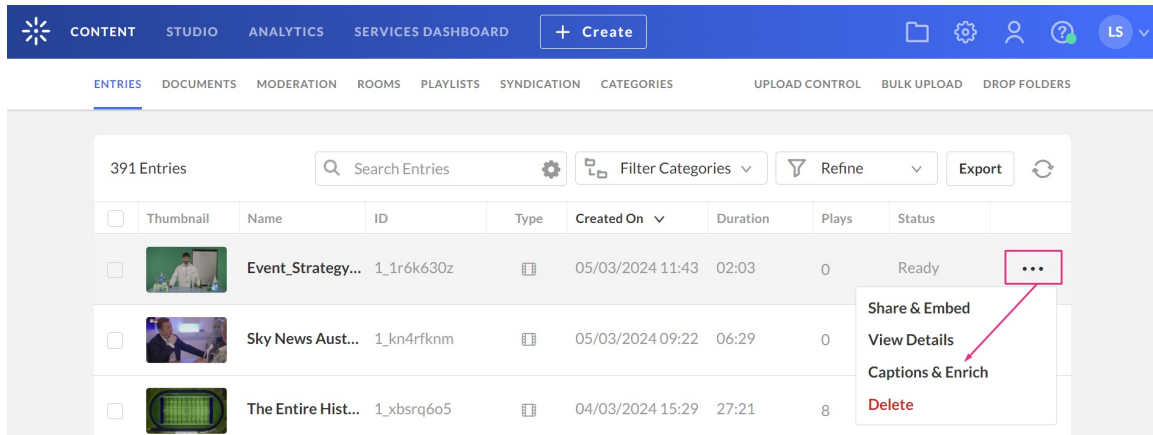 CONTENT STUDIO ANALYTICS SERVICES DASHBOARD + Create LS
ENTRIES DOCUMENTS MODERATION ROOMS PLAYLISTS SYNDICATION CATEGORIES UPLOAD CONTROL BULK UPLOAD DROP FOLDERS
391 Entries Search Entries Filter Categories Refine Export
Thumbnail Name ID Type Created On Duration Plays Status
Event_Strategy... 1_1r6k630z 05/03/2024 11:43 02:03 0 Ready
Share & Embed
Sky News Aust... 1_kn4rfknm 05/03/2024 09:22 06:29 0
View Details
Captions & Enrich
The Entire Hist... 1_xbsrq6o5 04/03/2024 15:29 27:21 8
Delete